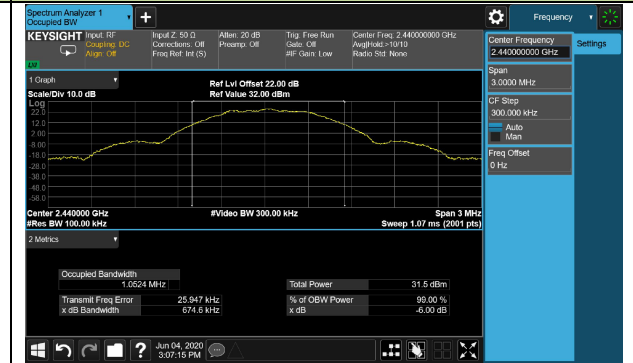 Spectrum Analyzer 1
Occupied BW
+
Frequency
KEYSIGHT
Input: RF
Coupling: DC
Align: Off
Input Z: 50 Ω
Corrections: Off
Freq Ref: Int (S)
Atten: 20 dB
Preamp: Off
Trig: Free Run
Gate: Off
#IF Gain: Low
Center Freq: 2.440000000 GHz
Avg|Hold:>10/10
Radio Std: None
Center Frequency
2.440000000 GHz
Settings
Span
3.0000 MHz
CF Step
300.000 kHz
Auto
Man
Freq Offset
0 Hz
1 Graph
Scale/Div 10.0 dB
Ref Lvl Offset 22.00 dB
Ref Value 32.00 dBm
Log
22.0
12.0
2.00
-8.00
-18.0
-28.0
-38.0
-48.0
-58.0
Center 2.440000 GHz
#Res BW 100.00 kHz
#Video BW 300.00 kHz
Span 3 MHz
Sweep 1.07 ms (2001 pts)
2 Metrics
Occupied Bandwidth
1.0524 MHz
Total Power 31.5 dBm
Transmit Freq Error 25.947 kHz
% of OBW Power 99.00 %
x dB Bandwidth 674.6 kHz
x dB -6.00 dB
?
Jun 04, 2020
3:07:15 PM